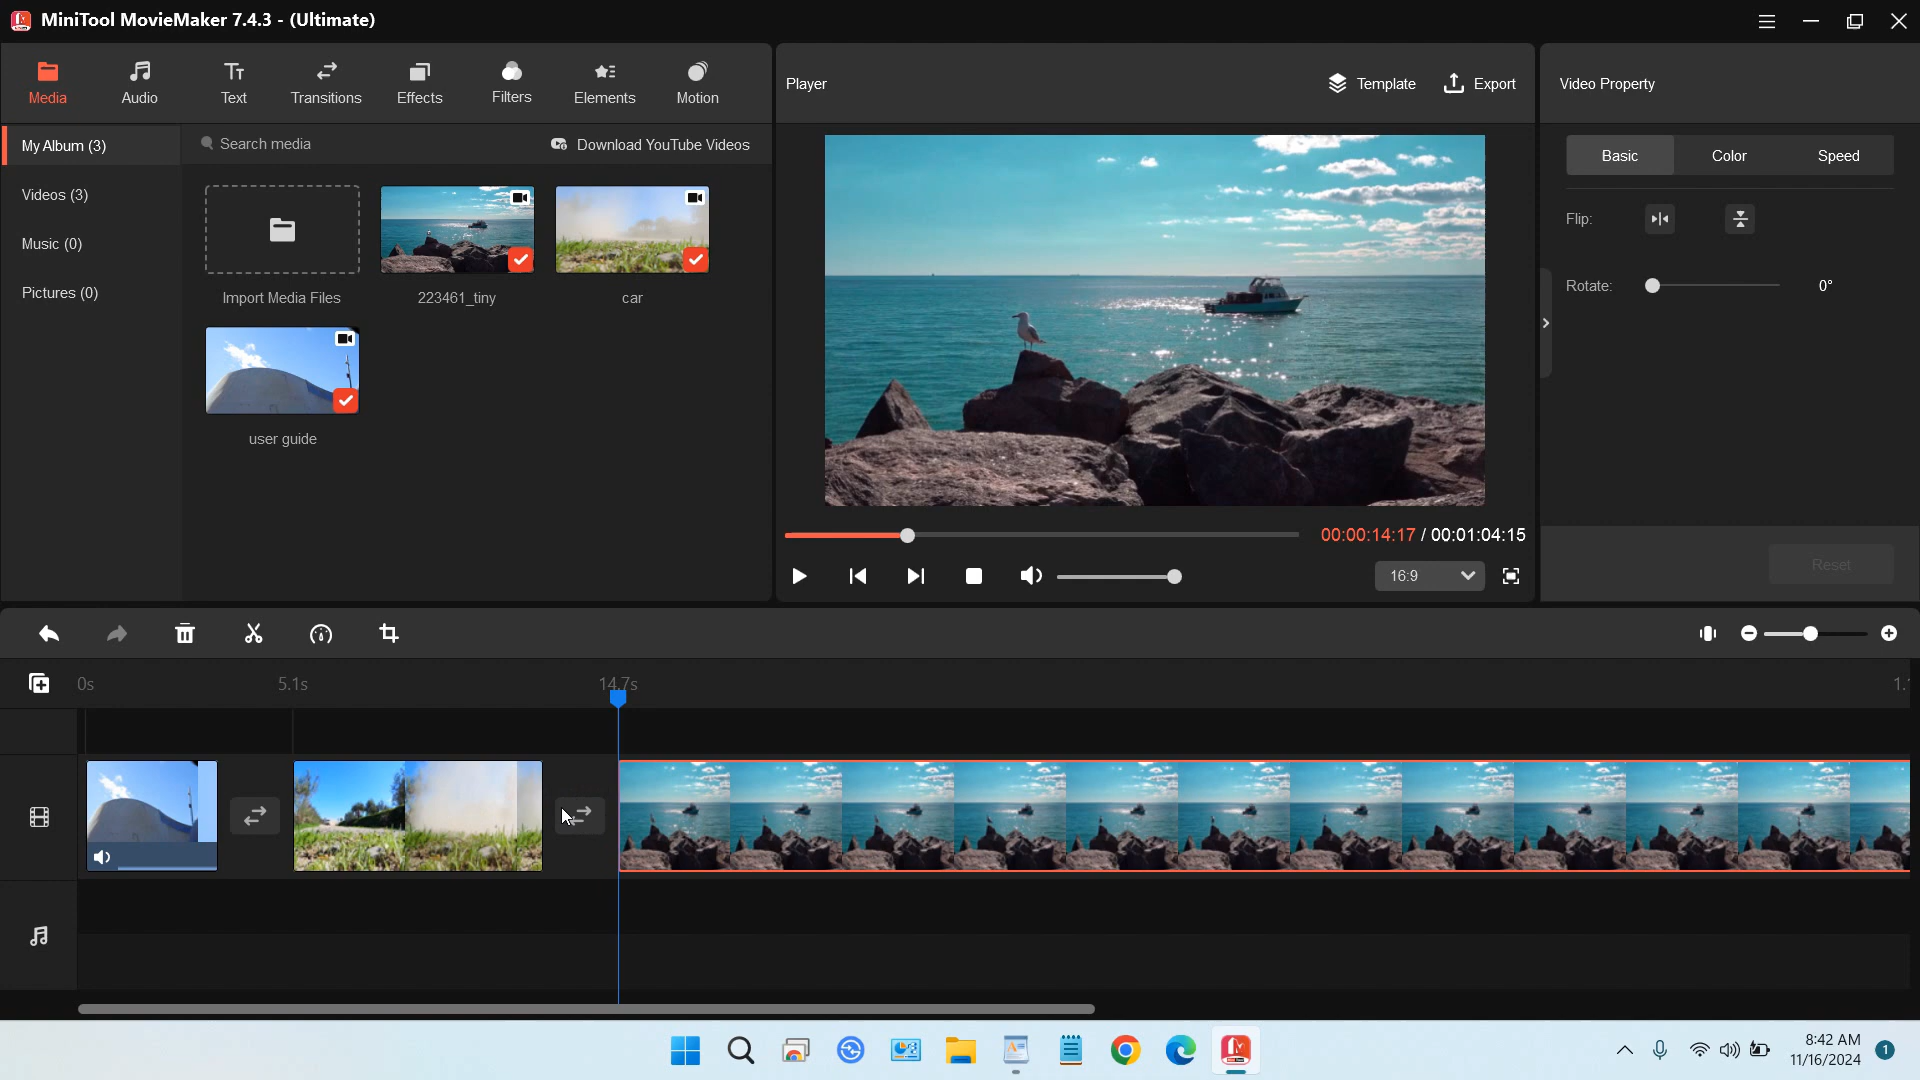 MiniTool MovieMaker 7.4.3 - (Ultimate)
Media
Audio
Text
Transitions
Effects
Filters
Elements
Motion
Player
Template
Export
Video Property
My Album (3)
Search media
Download YouTube Videos
Basic
Color
Speed
Videos (3)
Flip:
Music (0)
Pictures (0)
Rotate:
0°
Import Media Files
223461_tiny
car
user guide
00:00:14:17 / 00:01:04:15
16:9
Reset
0s
5.1s
14.7s
8:42 AM
11/16/2024
1